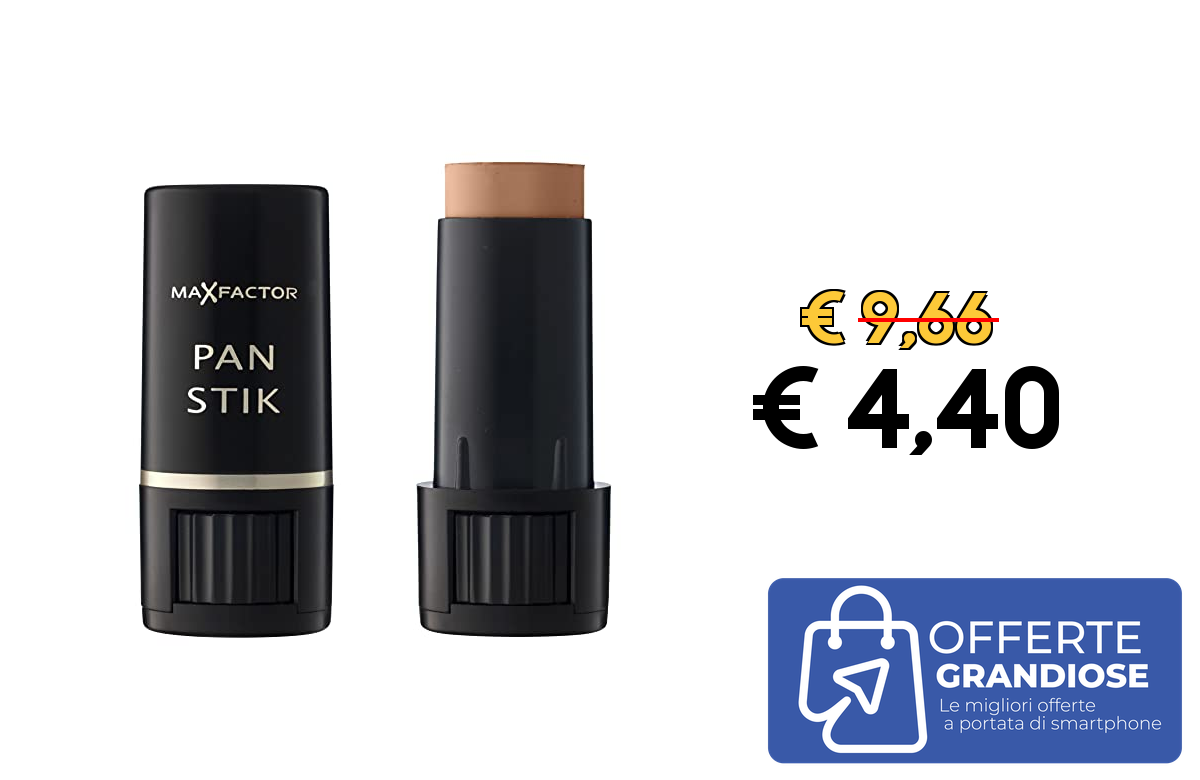 MAXFACTOR
PAN
STIK
€ 9,66
€ 4,40
OFFERTE
GRANDIOSE
Le migliori offerte
a portata di smartphone